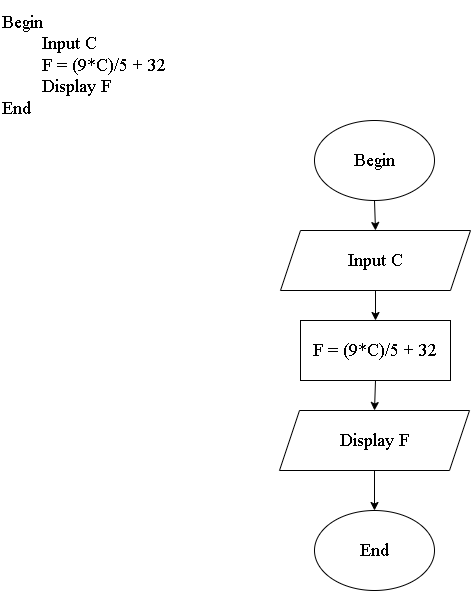 Begin
Input C
F = (9*C)/5 + 32
Display F
End
Begin
Input C
F = (9*C)/5 + 32
Display F
End